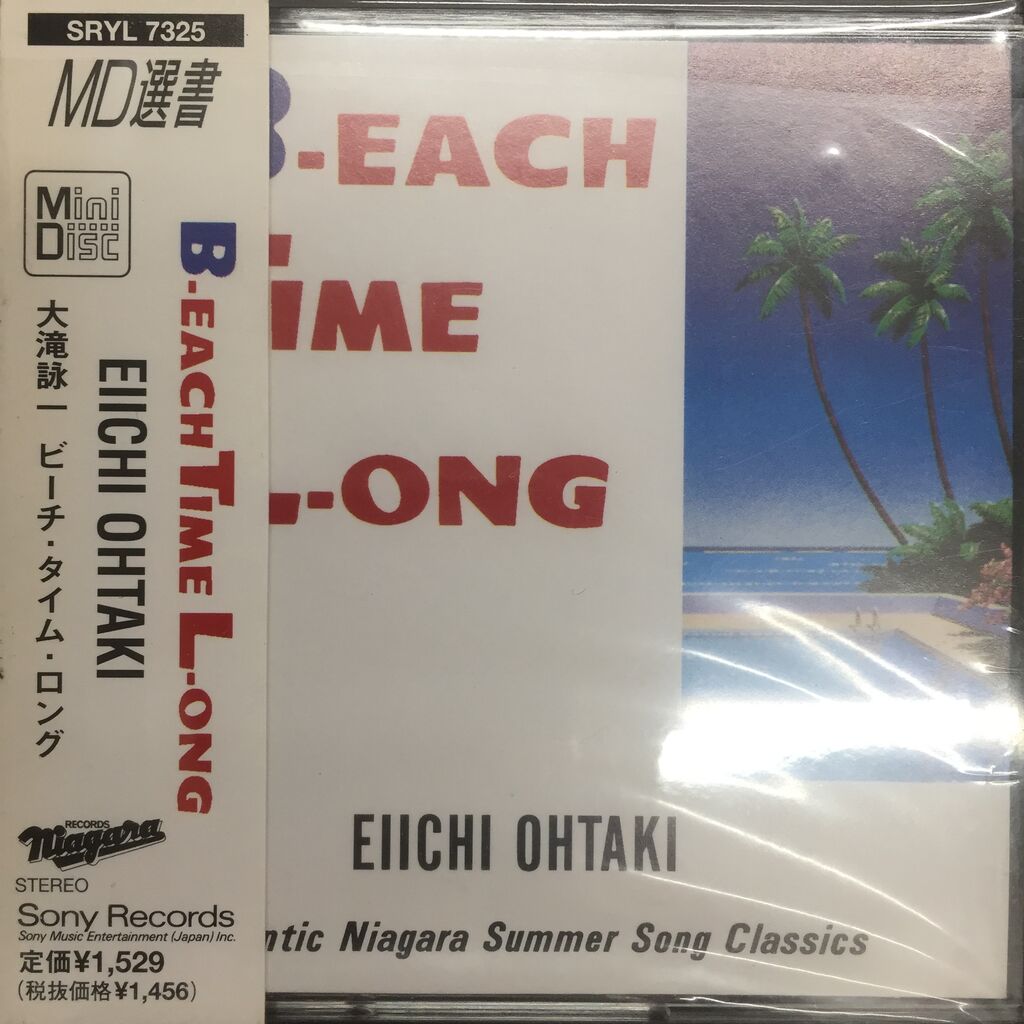 SRYL 7325
MD選書
Mini
Disc
B-EACH TIME L-ONG
EIICHI OHTAKI
大滝詠一 ビーチ・タイム・ロング
RECORDS
Niagara
STEREO
Sony Records
Sony Music Entertainment (Japan) Inc.
定価¥1,529
(税抜価格¥1,456)
B-EACH
TIME
L-ONG
EIICHI OHTAKI
ntic Niagara Summer Song Classics